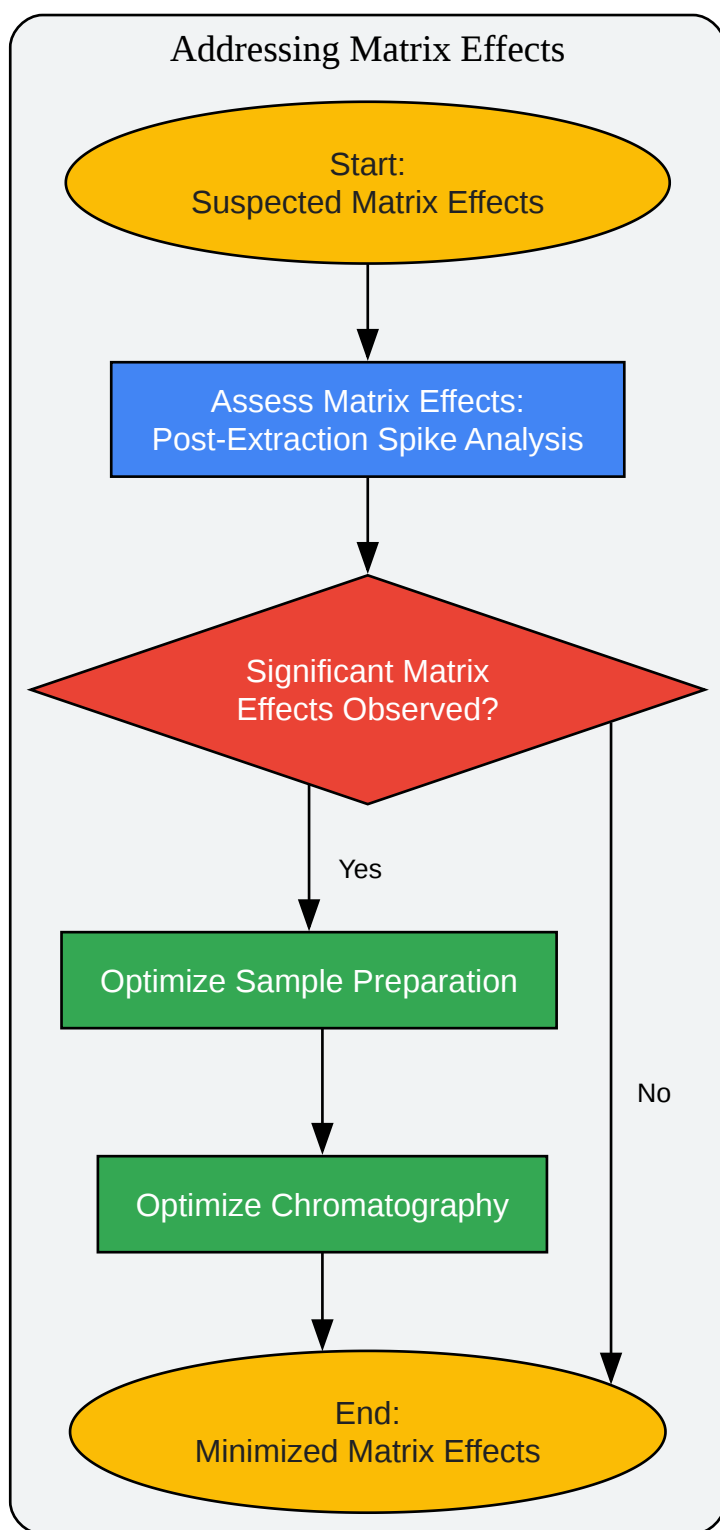 Addressing Matrix Effects
Start:
Suspected Matrix Effects
Assess Matrix Effects:
Post-Extraction Spike Analysis
Significant Matrix
Effects Observed?
Yes
Optimize Sample Preparation
No
Optimize Chromatography
End:
Minimized Matrix Effects